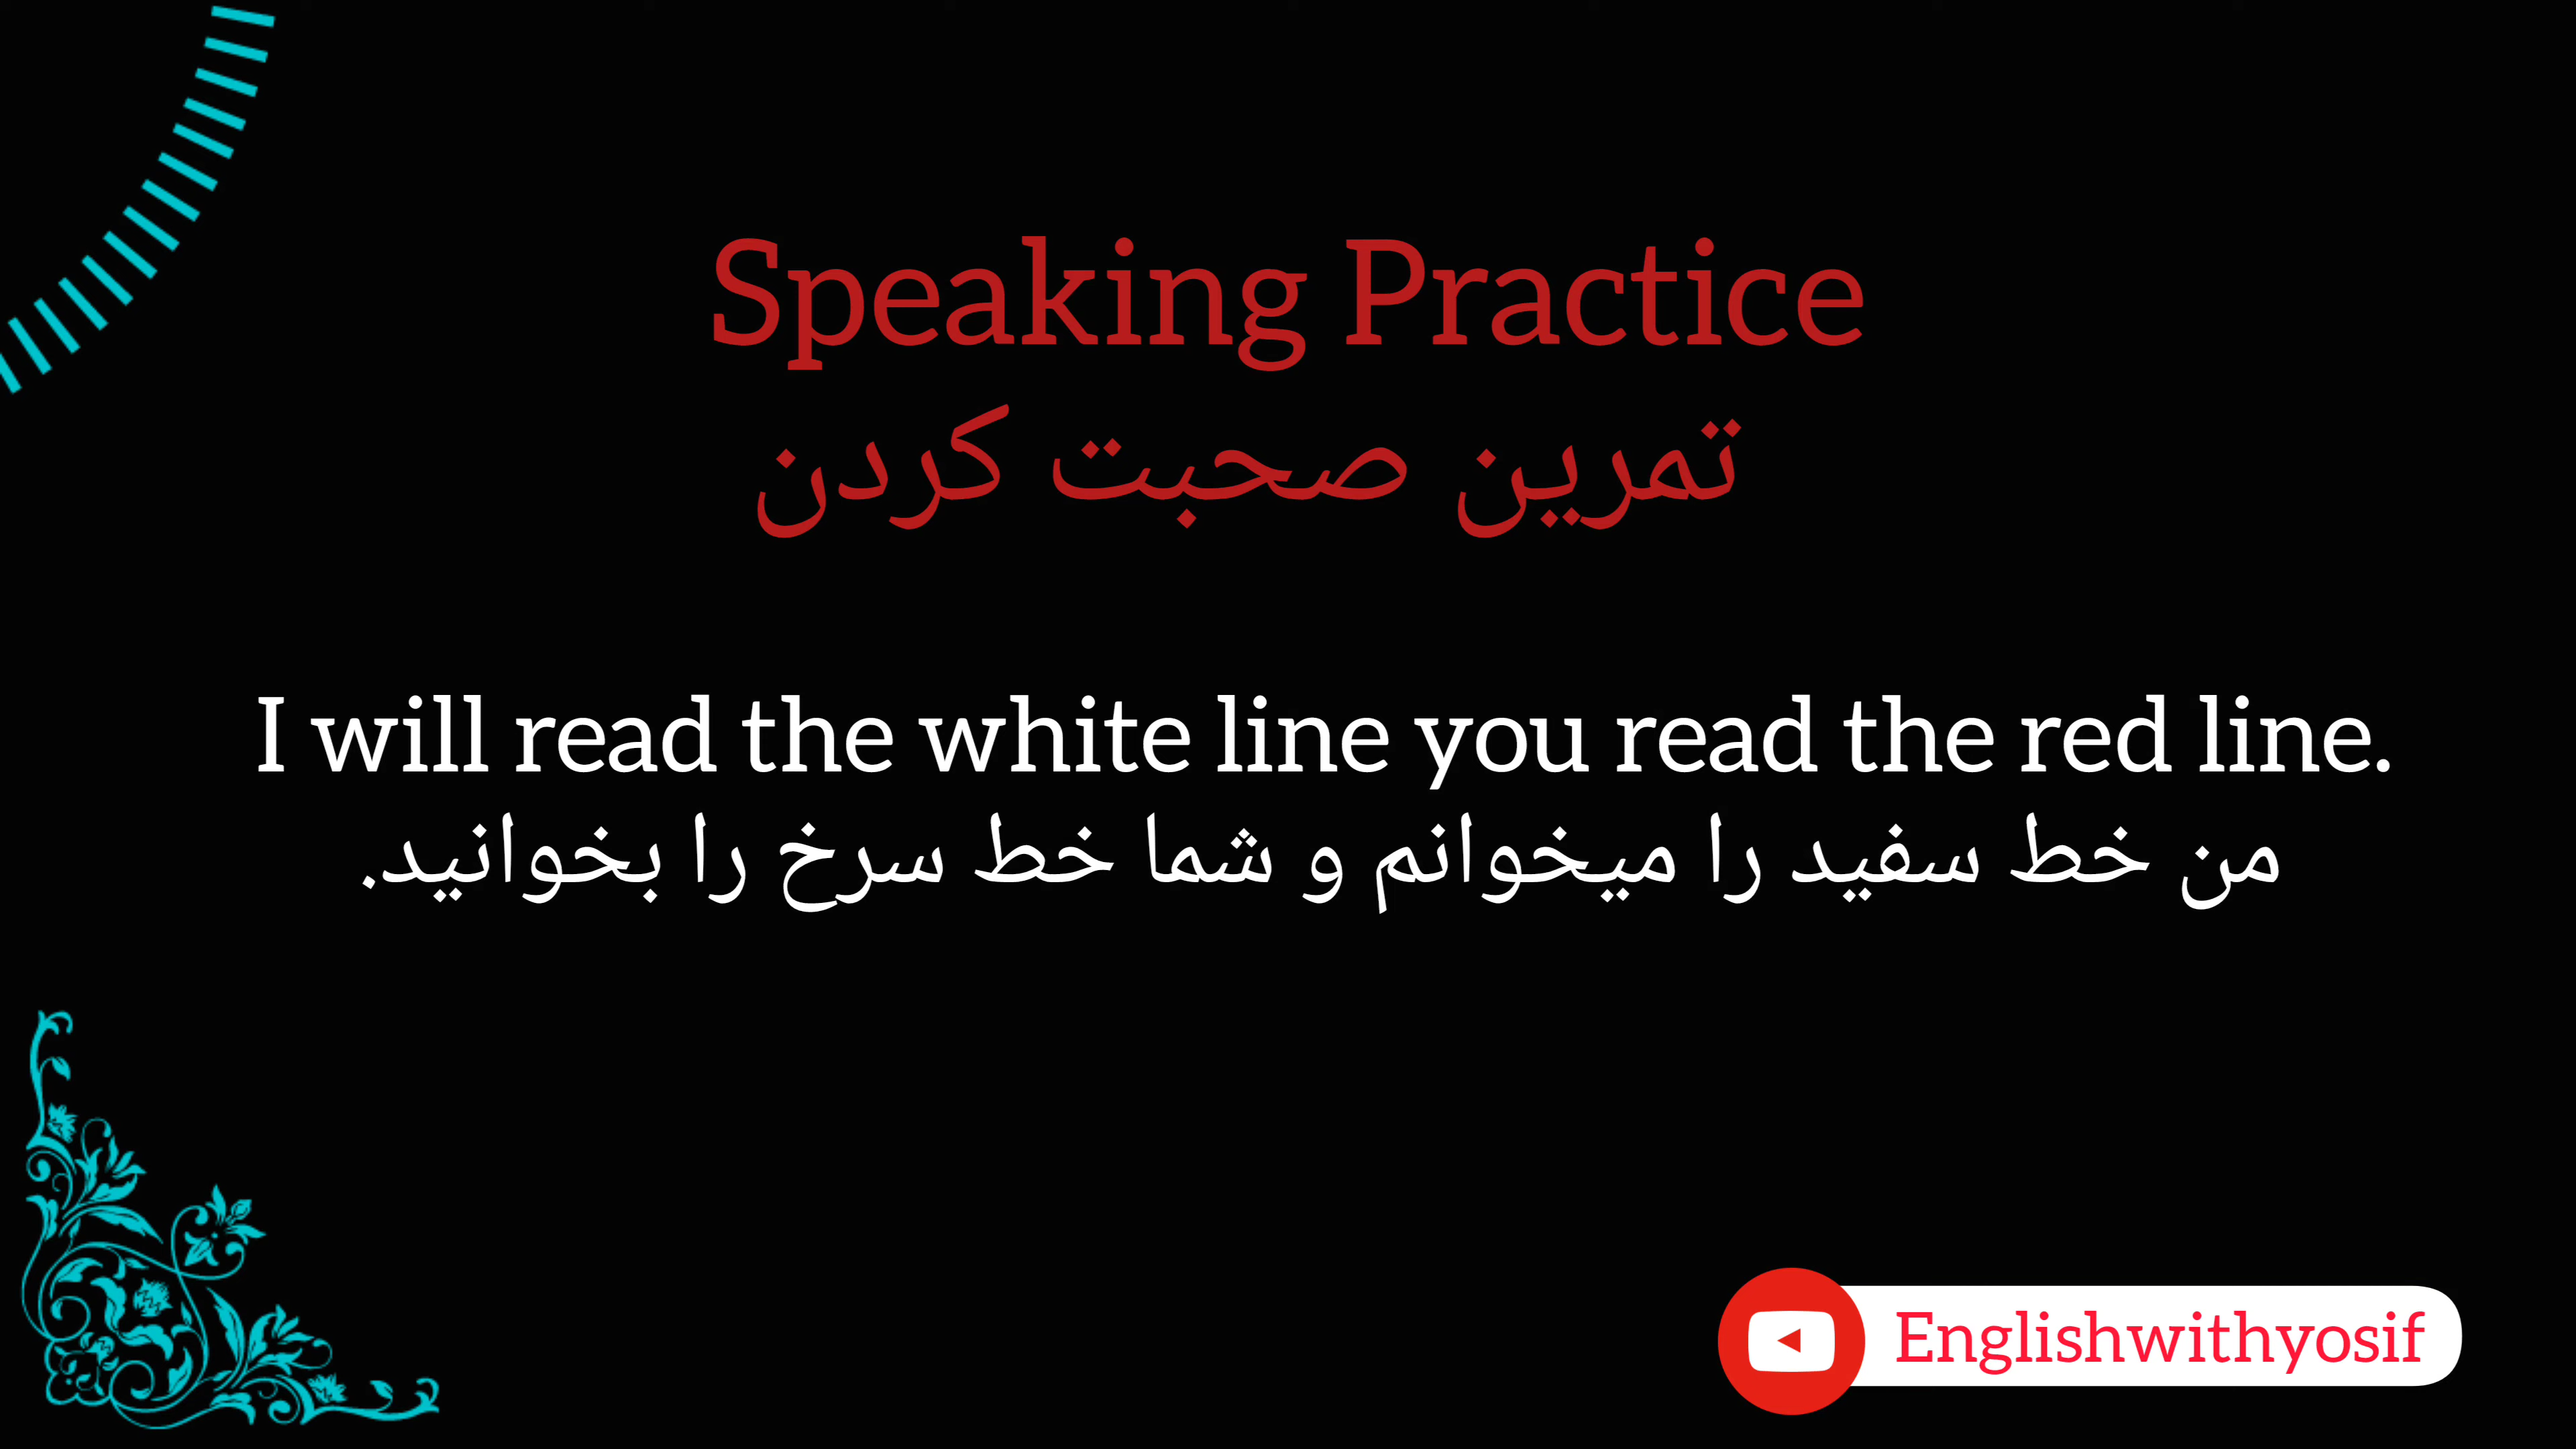 Speaking Practice
تمرین صحبت کردن
I will read the white line you read the red line.
من خط سفید را میخوانم و شما خط سرخ را بخوانید.
Englishwithyosif